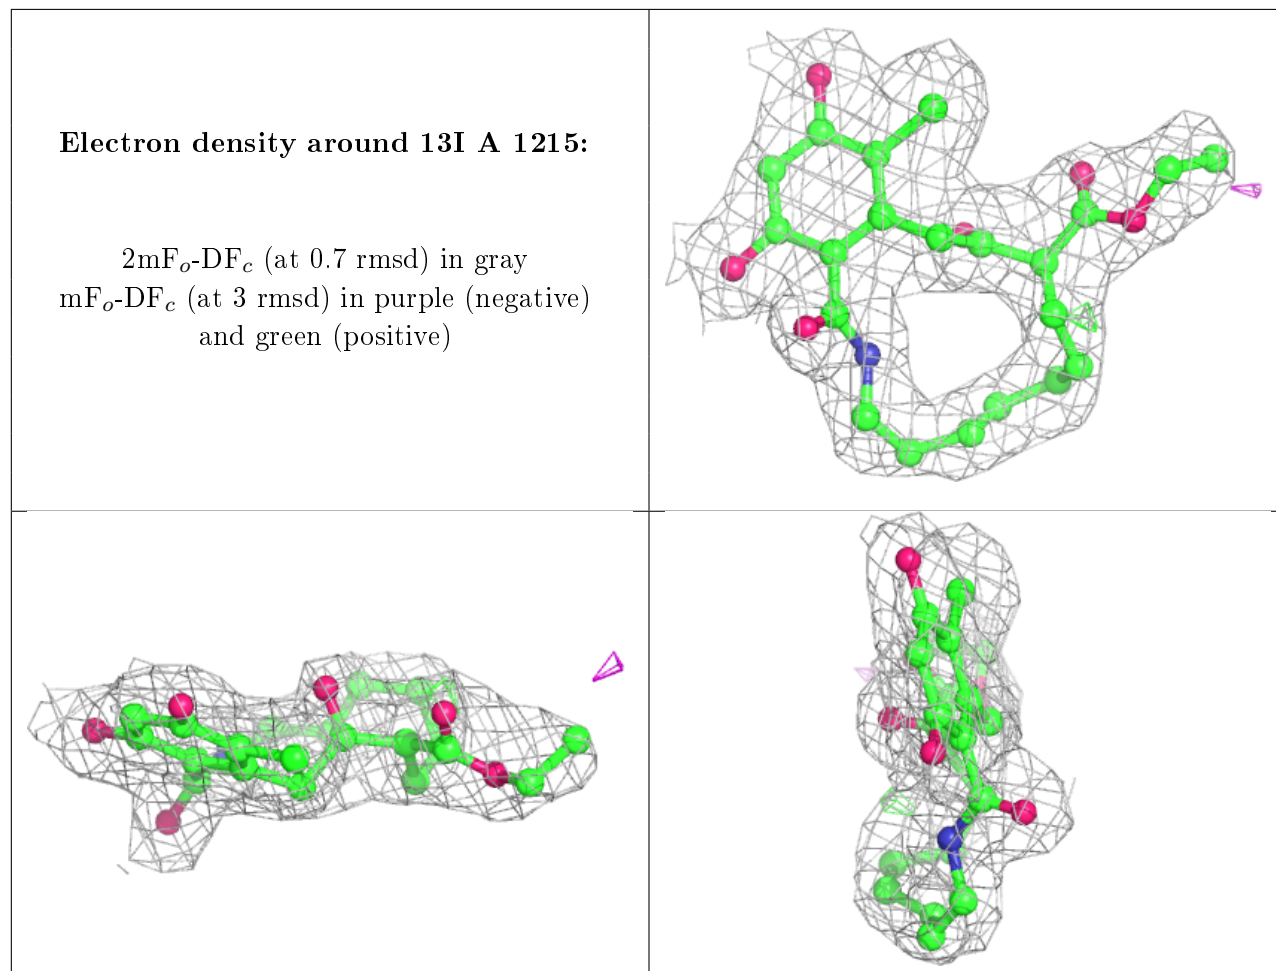 Electron density around 13I A 1215:
2mFo-DFc (at 0.7 rmsd) in gray
mFo-DFc (at 3 rmsd) in purple (negative)
and green (positive)